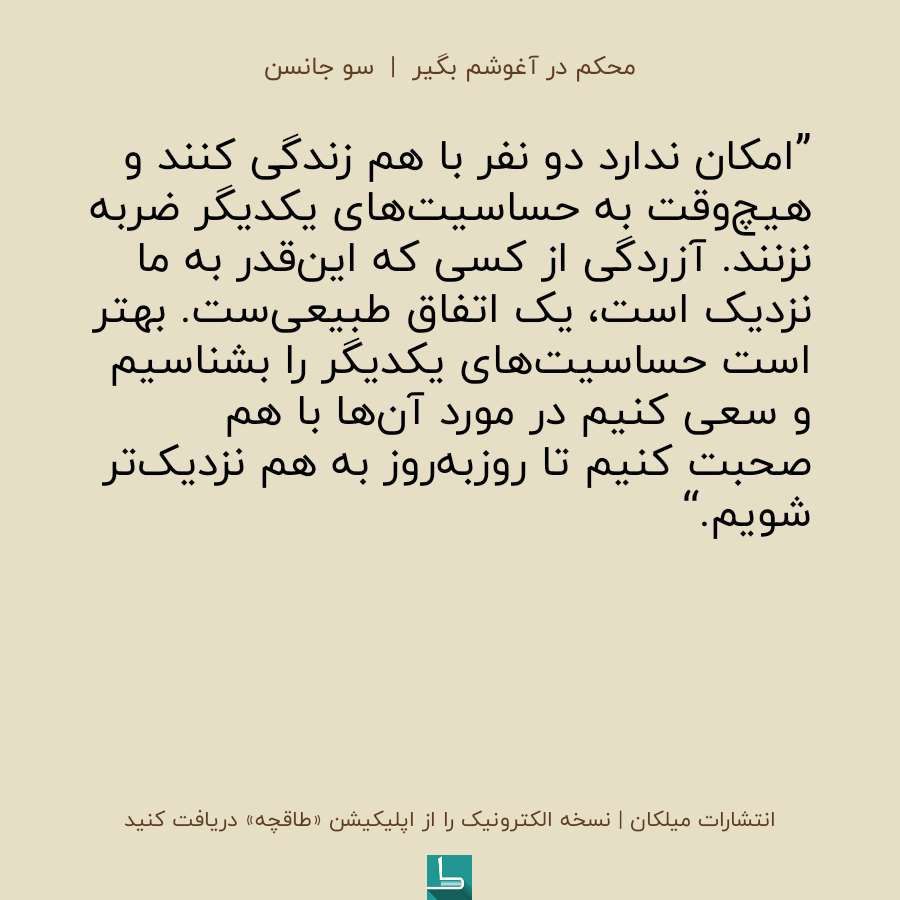 محکم در آغوشم بگیر | سو جانسن
”امکان ندارد دو نفر با هم زندگی کنند و
هیچ‌وقت به حساسیت‌های یکدیگر ضربه
نزنند. آزردگی از کسی که این‌قدر به ما
نزدیک است، یک اتفاق طبیعی‌ست. بهتر
است حساسیت‌های یکدیگر را بشناسیم
و سعی کنیم در مورد آن‌ها با هم
صحبت کنیم تا روزبه‌روز به هم نزدیک‌تر
شویم.“
انتشارات میلکان | نسخه الکترونیک را از اپلیکیشن «طاقچه» دریافت کنید